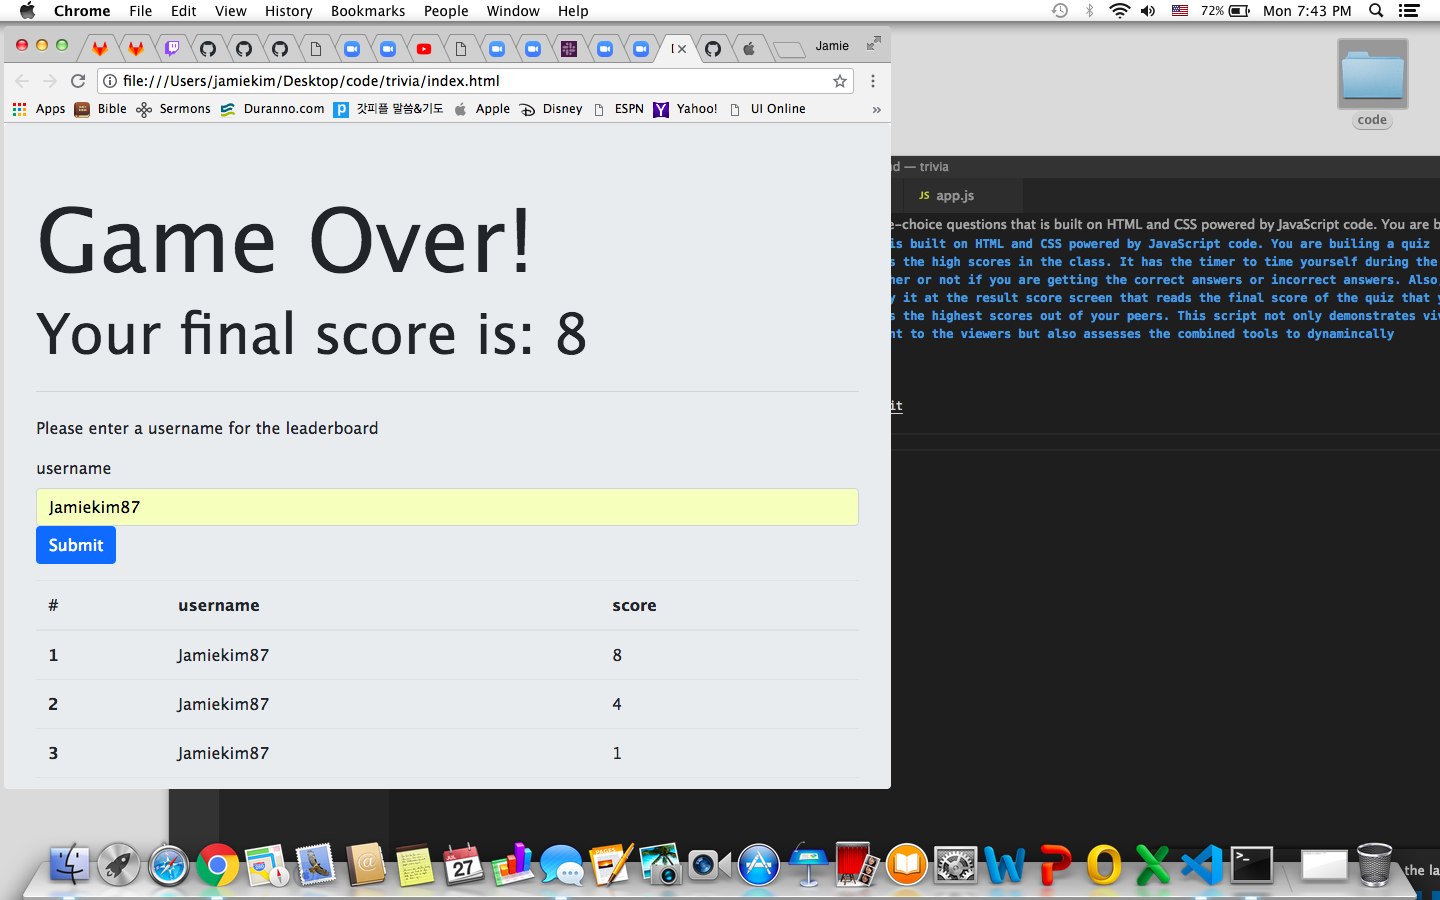 Chrome File Edit View History Bookmarks People Window Help 72% Mon 7:43 PM
Jamie
file:///Users/jamiekim/Desktop/code/trivia/index.html
Apps Bible Sermons Duranno.com 갓피플 말씀&기도 Apple Disney ESPN Yahoo! UI Online »
code
d — trivia
JS app.js
Game Over!
Your final score is: 8
Please enter a username for the leaderboard
username
Jamiekim87
Submit
# username score
1 Jamiekim87 8
2 Jamiekim87 4
3 Jamiekim87 1
e-choice questions that is built on HTML and CSS powered by JavaScript code. You are b
is built on HTML and CSS powered by JavaScript code. You are builing a quiz
s the high scores in the class. It has the timer to time yourself during the
her or not if you are getting the correct answers or incorrect answers. Also,
y it at the result score screen that reads the final score of the quiz that y
s the highest scores out of your peers. This script not only demonstrates viv
nt to the viewers but also assesses the combined tools to dynamincally
it
JUL
27
PAGES
the la